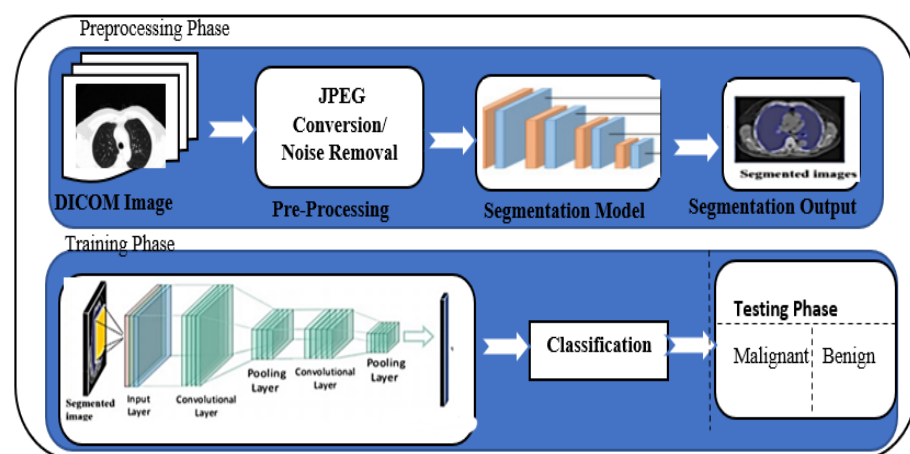 Preprocessing Phase
JPEG
Conversion/
Noise Removal
Segmented images
DICOM Image
Pre-Processing
Segmentation Model
Segmentation Output
Training Phase
Segmented
image
Input
Layer
Convolutional Layer
Pooling
Layer
Convolutional
Layer
Pooling
Layer
Classification
Testing Phase
Malignant
Benign